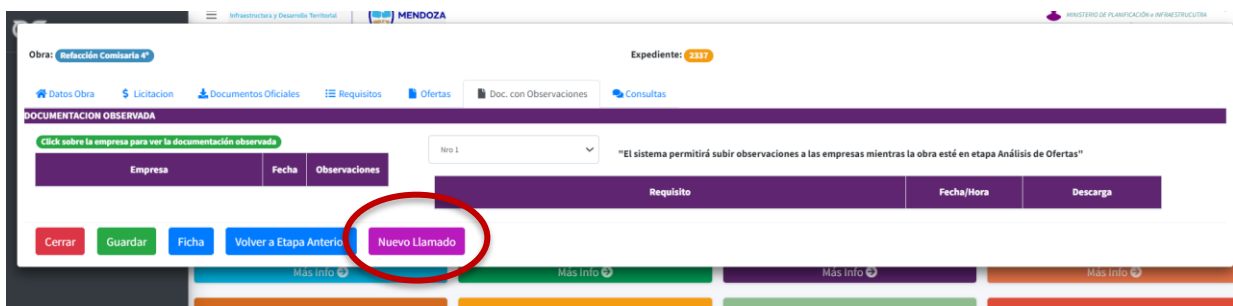 Infraestructura y Desarrollo Territorial
MENDOZA
MINISTERIO DE PLANIFICACIÓN e INFRAESTRUCUTRA
Obra: Refacción Comisaria 4° Expediente: 2337
Datos Obra $ Licitacion Documentos Oficiales Requisitos Ofertas Doc. con Observaciones Consultas
DOCUMENTACION OBSERVADA
Click sobre la empresa para ver la documentación observada
Nro 1 "El sistema permitirá subir observaciones a las empresas mientras la obra esté en etapa Análisis de Ofertas"
Empresa Fecha Observaciones
Requisito Fecha/Hora Descarga
Cerrar Guardar Ficha Volver a Etapa Anterio Nuevo Llamado
Más Info Más Info Más Info Más Info